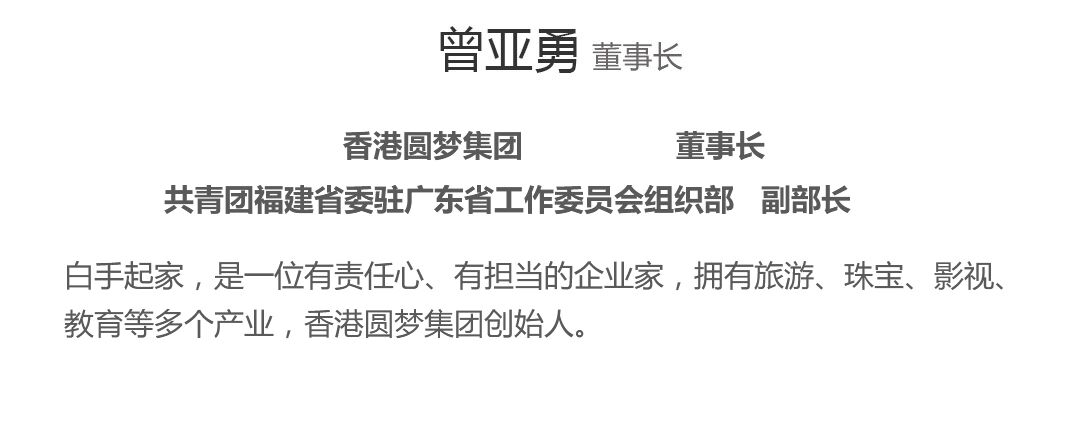 曾亚勇 董事长
香港圆梦集团 董事长
共青团福建省委驻广东省工作委员会组织部 副部长
白手起家，是一位有责任心、有担当的企业家，拥有旅游、珠宝、影视、
教育等多个产业，香港圆梦集团创始人。